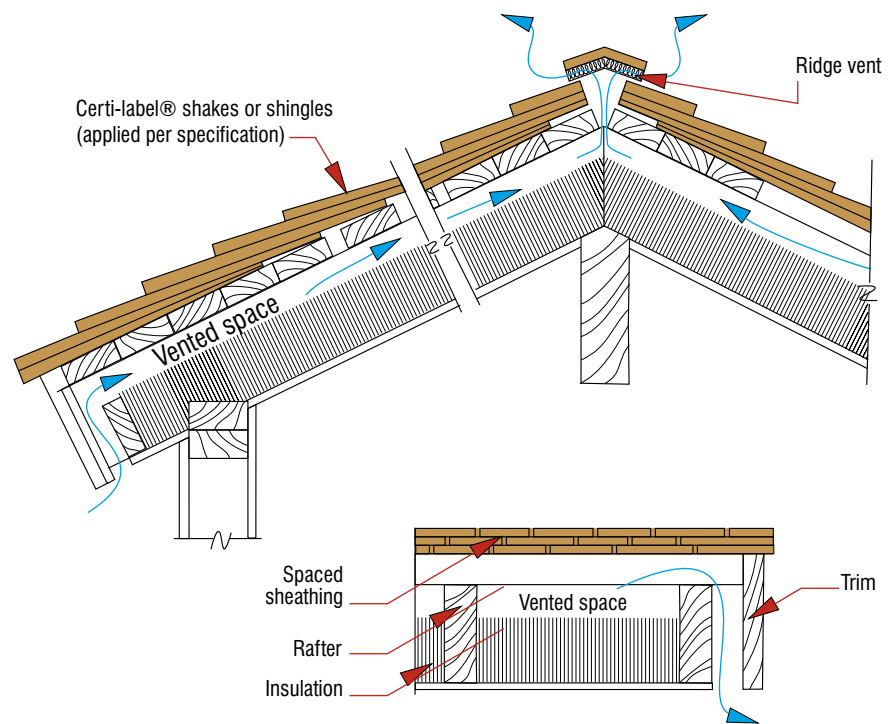 Ridge vent
Certi-label® shakes or shingles
(applied per specification)
Vented space
Spaced
sheathing
Vented space
Trim
Rafter
Insulation